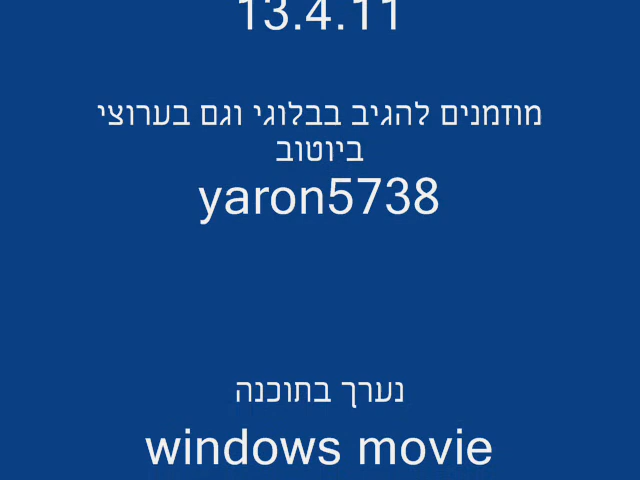 13.4.11
מוזמנים להגיב בבלוגי וגם בערוצי
ביוטוב
yaron5738
נערך בתוכנה
windows movie